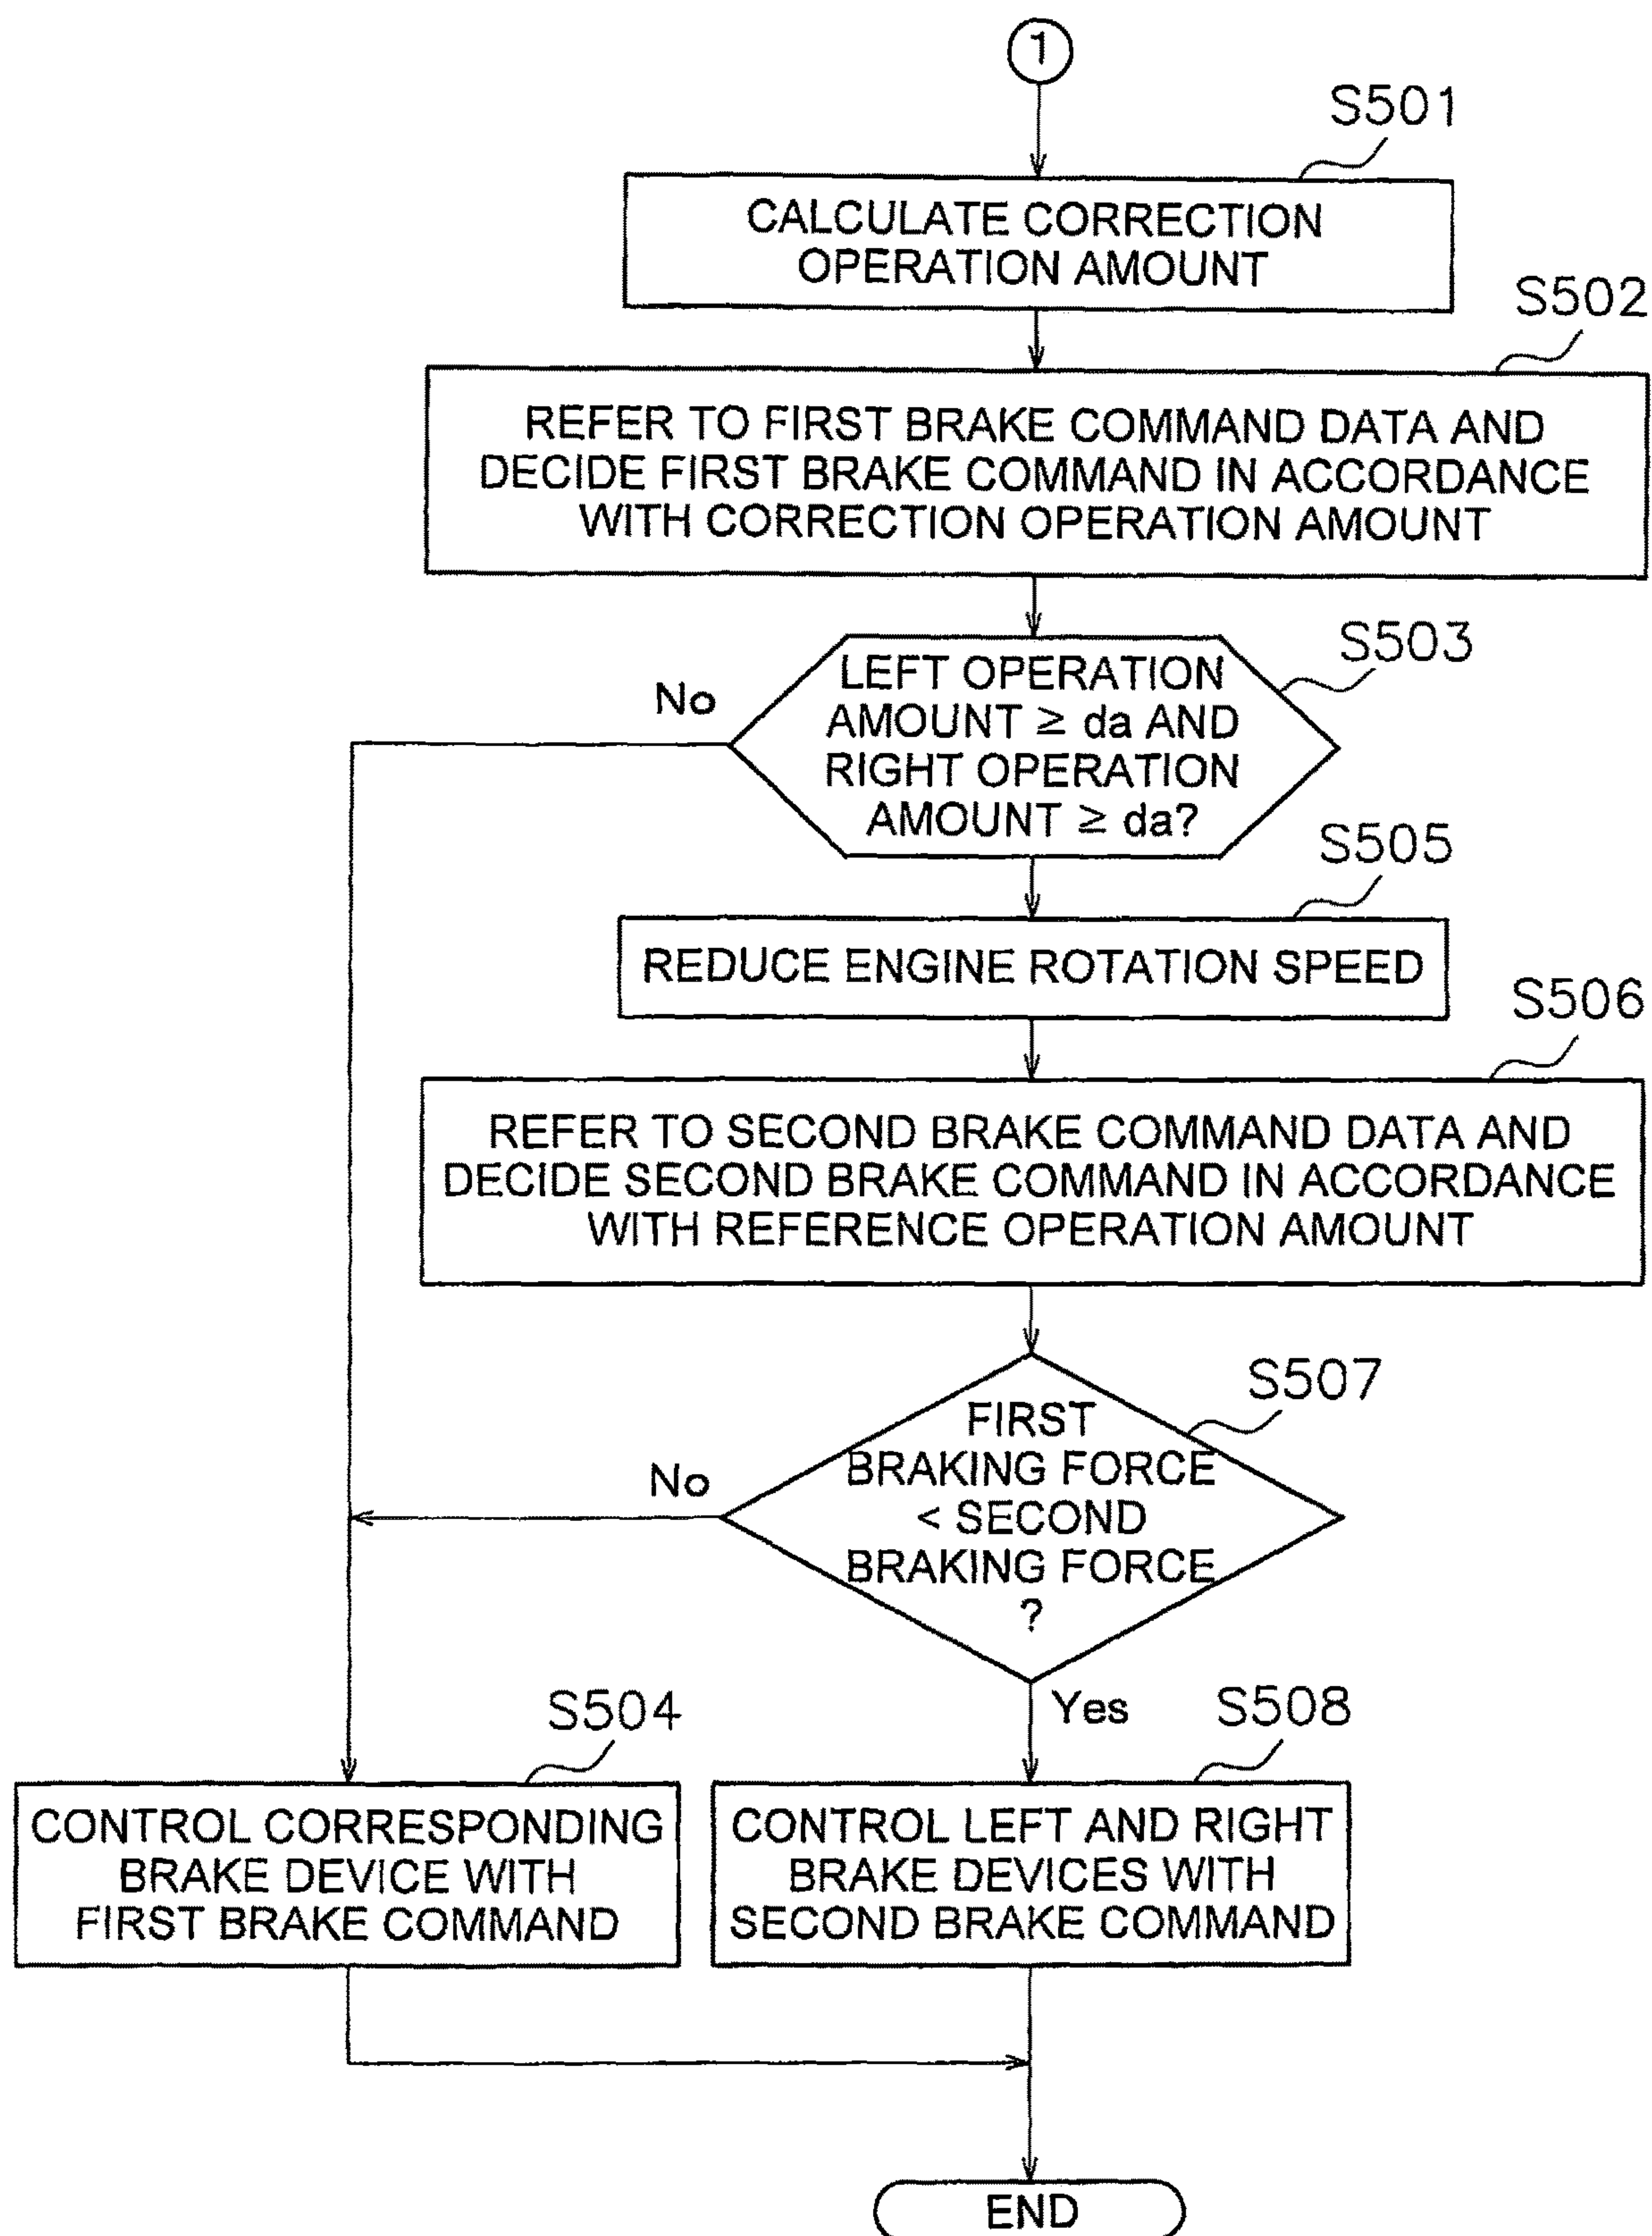 1
S501
CALCULATE CORRECTION
OPERATION AMOUNT
S502
REFER TO FIRST BRAKE COMMAND DATA AND
DECIDE FIRST BRAKE COMMAND IN ACCORDANCE
WITH CORRECTION OPERATION AMOUNT
S503
No
LEFT OPERATION
AMOUNT ≥ da AND
RIGHT OPERATION
AMOUNT ≥ da?
S505
REDUCE ENGINE ROTATION SPEED
S506
REFER TO SECOND BRAKE COMMAND DATA AND
DECIDE SECOND BRAKE COMMAND IN ACCORDANCE
WITH REFERENCE OPERATION AMOUNT
S507
No
FIRST
BRAKING FORCE
< SECOND
BRAKING FORCE
?
Yes
S504
CONTROL CORRESPONDING
BRAKE DEVICE WITH
FIRST BRAKE COMMAND
S508
CONTROL LEFT AND RIGHT
BRAKE DEVICES WITH
SECOND BRAKE COMMAND
END